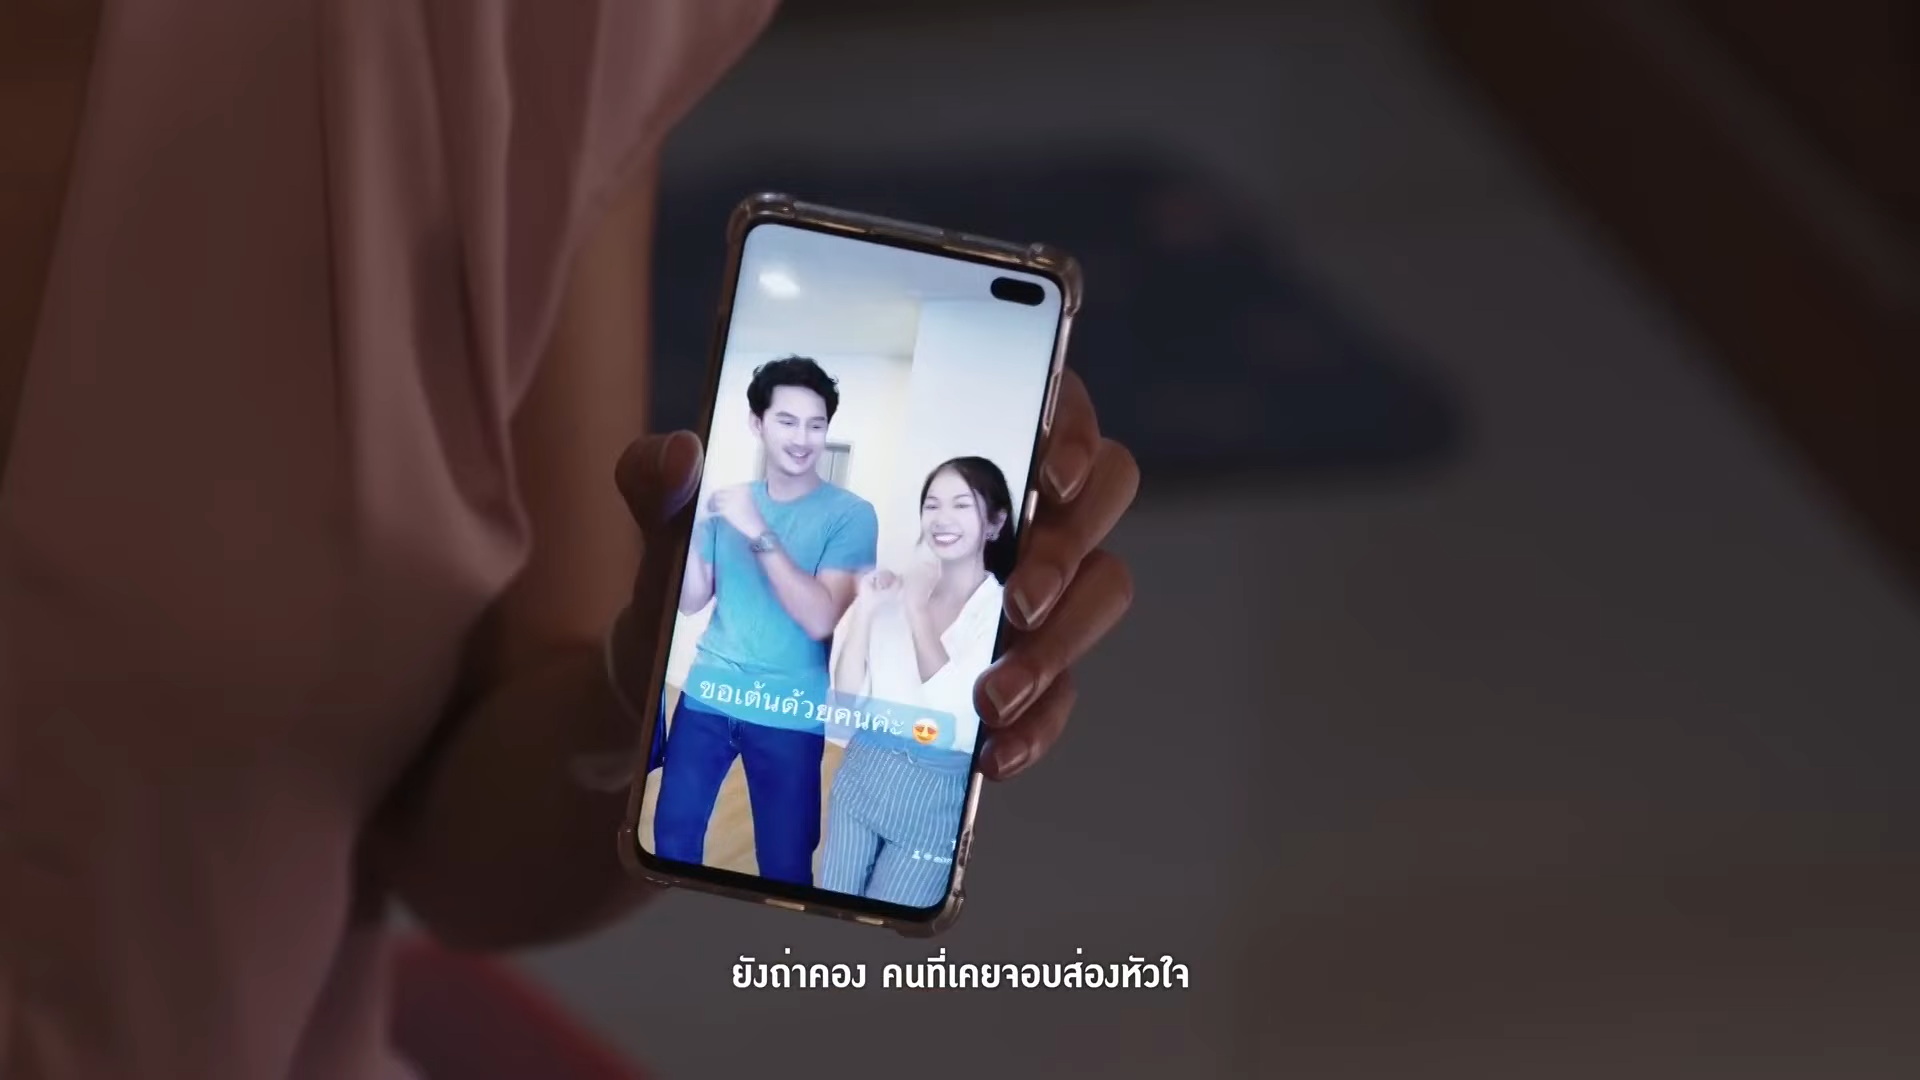 ขอเต้นด้วยคนค่ะ 😍
ยังถ่าคอง คนที่เคยจอบส่องหัวใจ